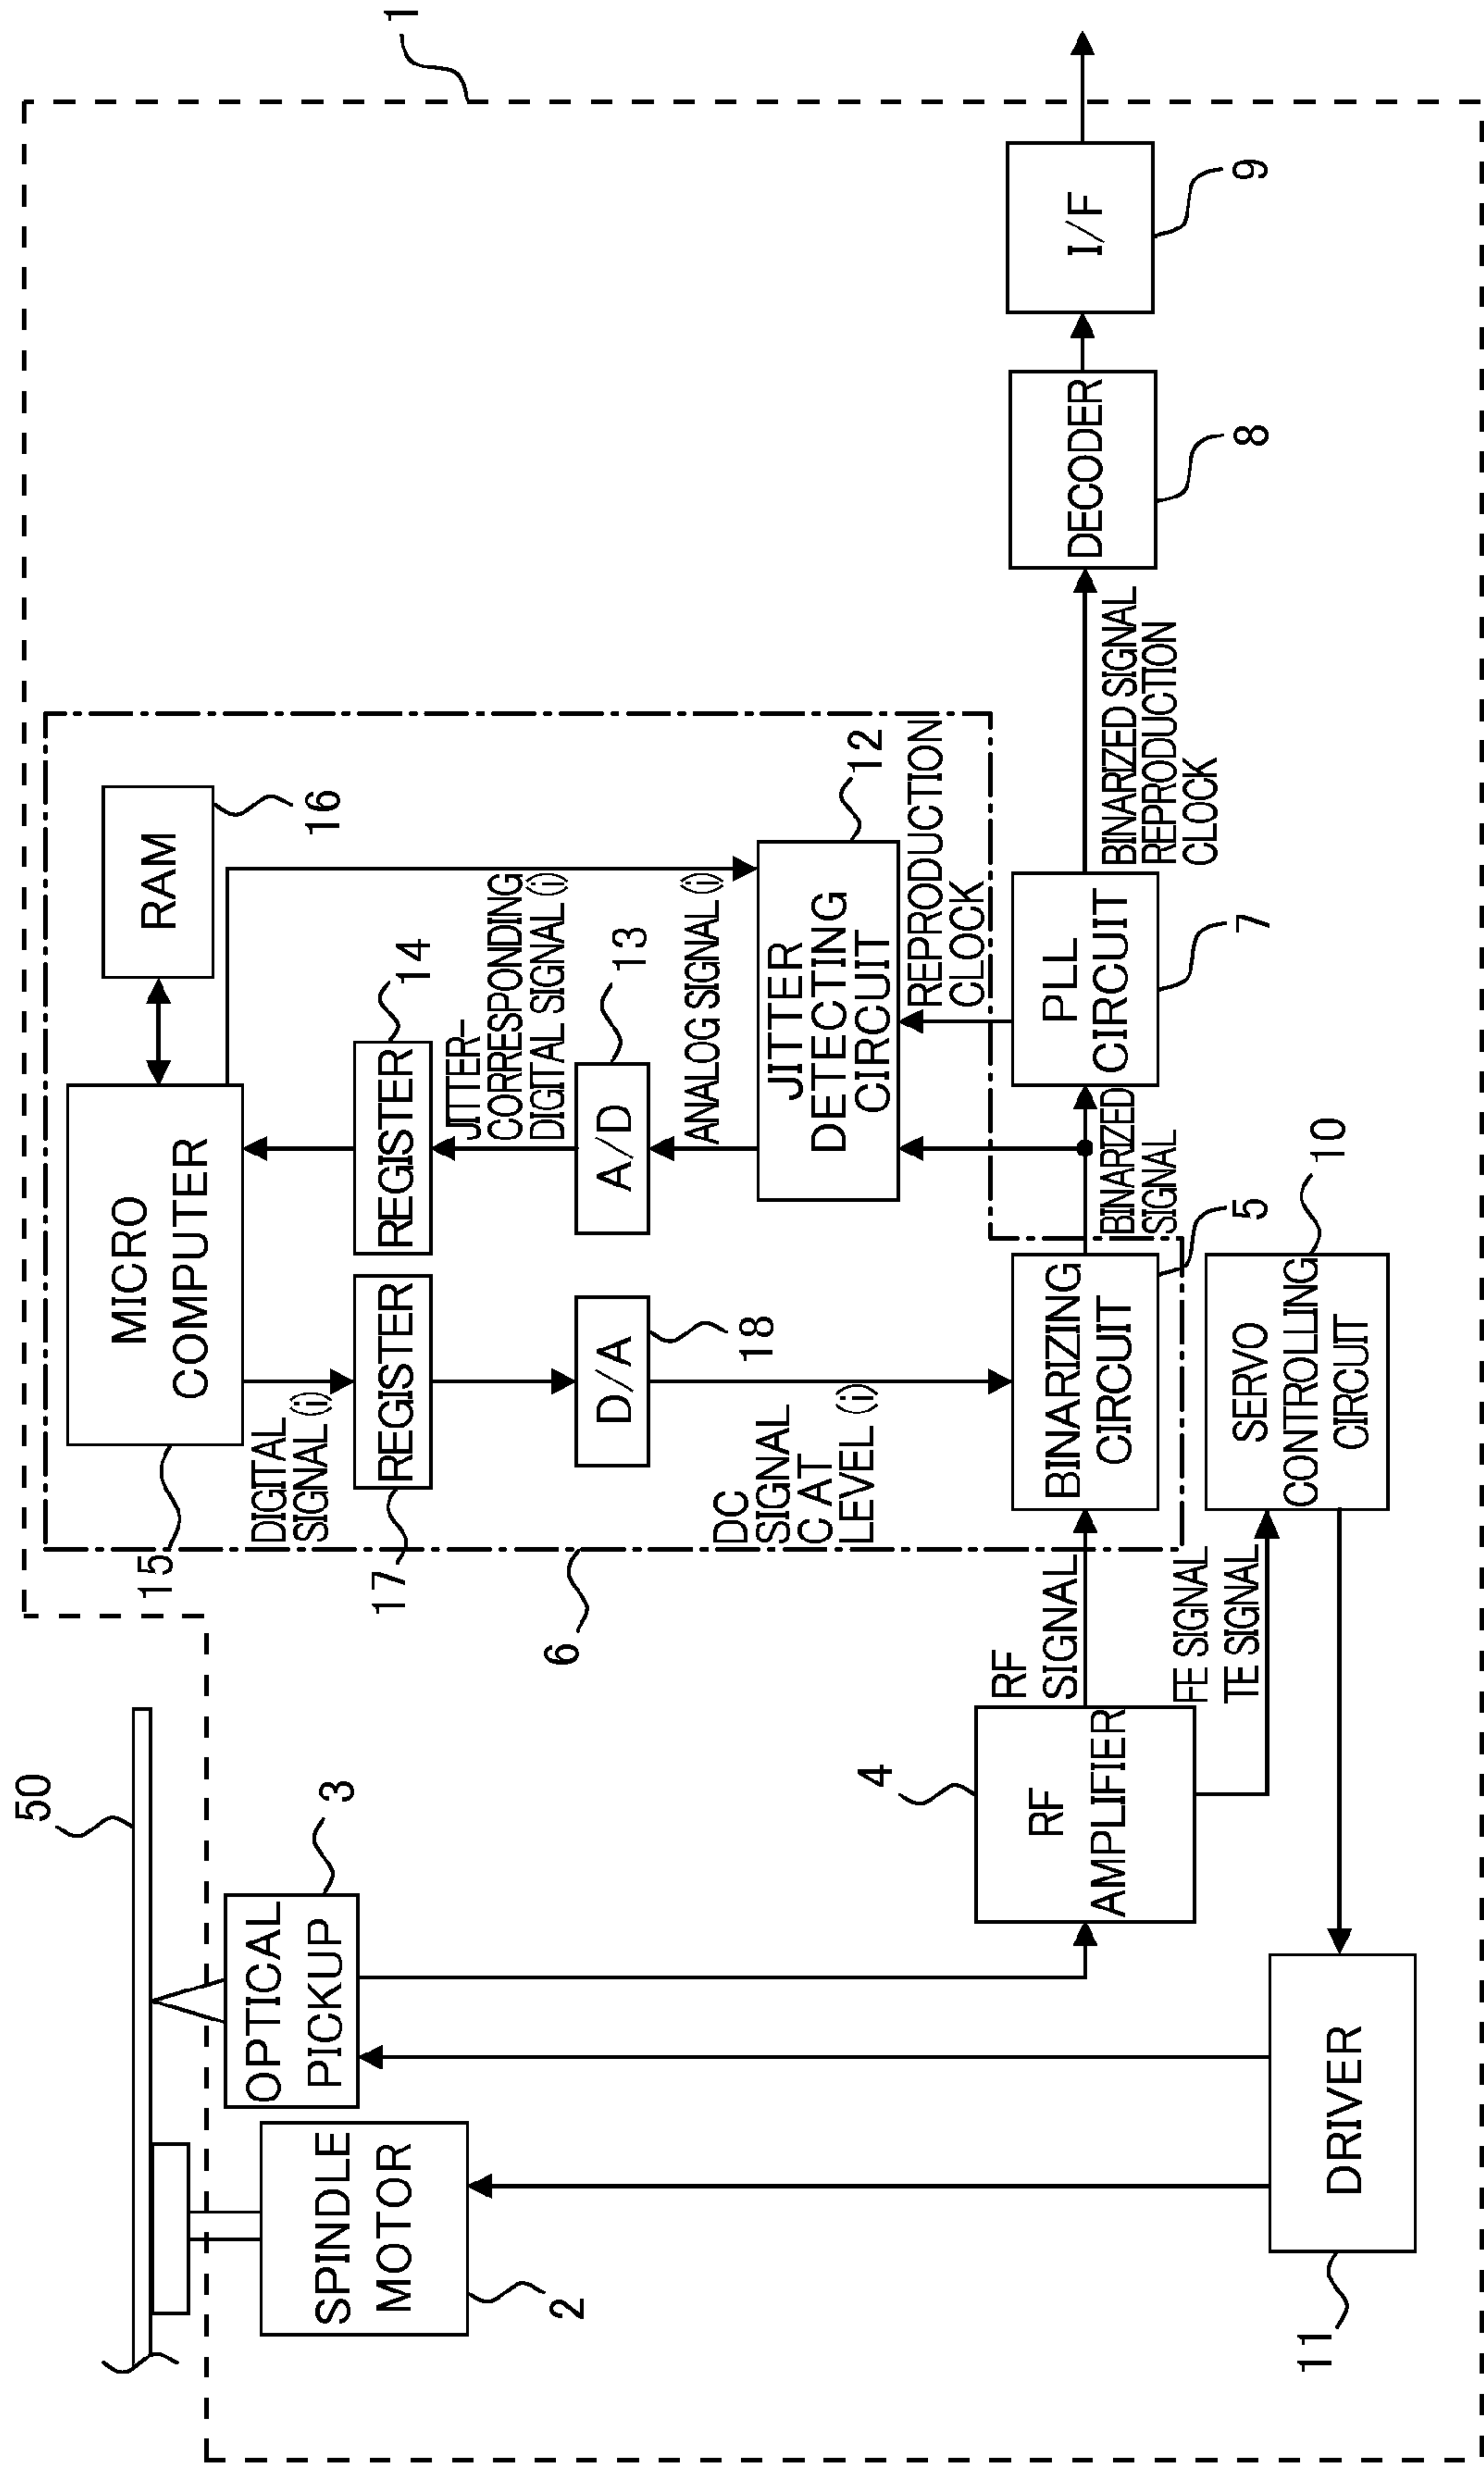 50
1
SPINDLE
MOTOR
2
OPTICAL
PICKUP
3
MICRO
COMPUTER
15
RAM
16
DIGITAL
SIGNAL (i)
REGISTER
17
REGISTER
14
JITTER-
CORRESPONDING
DIGITAL SIGNAL (i)
D/A
18
A/D
13
ANALOG SIGNAL (i)
6
DC
SIGNAL
C AT
LEVEL (i)
JITTER
DETECTING
CIRCUIT
12
REPRODUCTION
CLOCK
4
RF
AMPLIFIER
RF
SIGNAL
BINARIZING
CIRCUIT
5
BINARIZED
SIGNAL
PLL
CIRCUIT
7
BINARIZED SIGNAL
REPRODUCTION
CLOCK
DECODER
8
I/F
9
FE SIGNAL
TE SIGNAL
SERVO
CONTROLLING
CIRCUIT
10
DRIVER
11